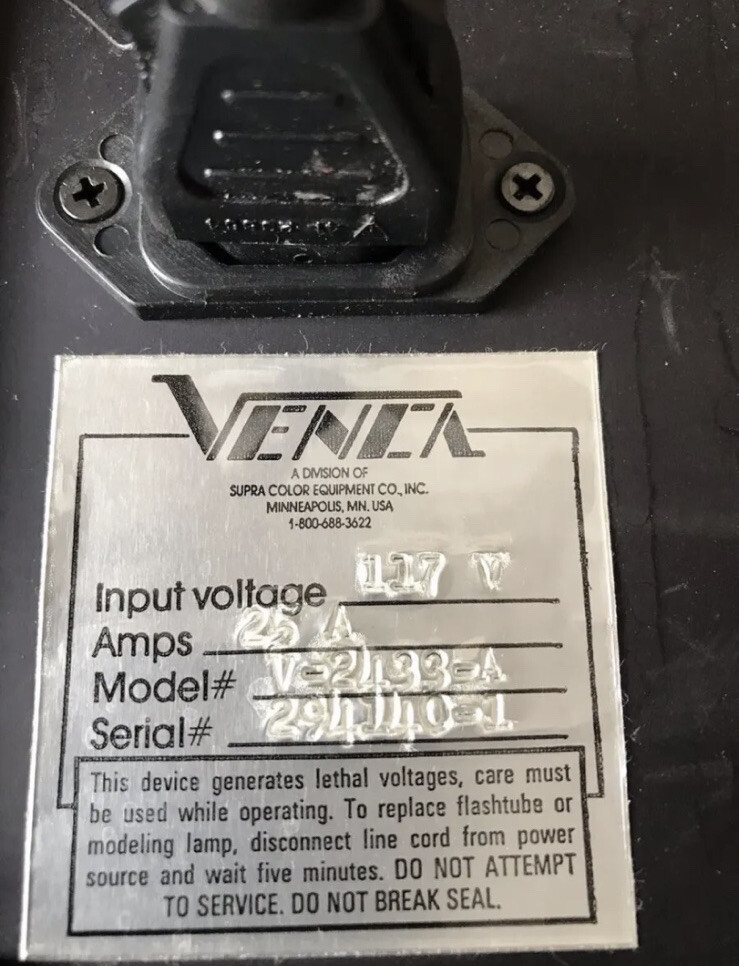 VENCA
A DIVISION OF
SUPRA COLOR EQUIPMENT CO., INC.
MINNEAPOLIS, MN. USA
1-800-688-3622
Input voltage 117 V
Amps 25 A
Model# V-2433-A
Serial# 294140-1
This device generates lethal voltages, care must
be used while operating. To replace flashtube or
modeling lamp, disconnect line cord from power
source and wait five minutes. DO NOT ATTEMPT
TO SERVICE. DO NOT BREAK SEAL.